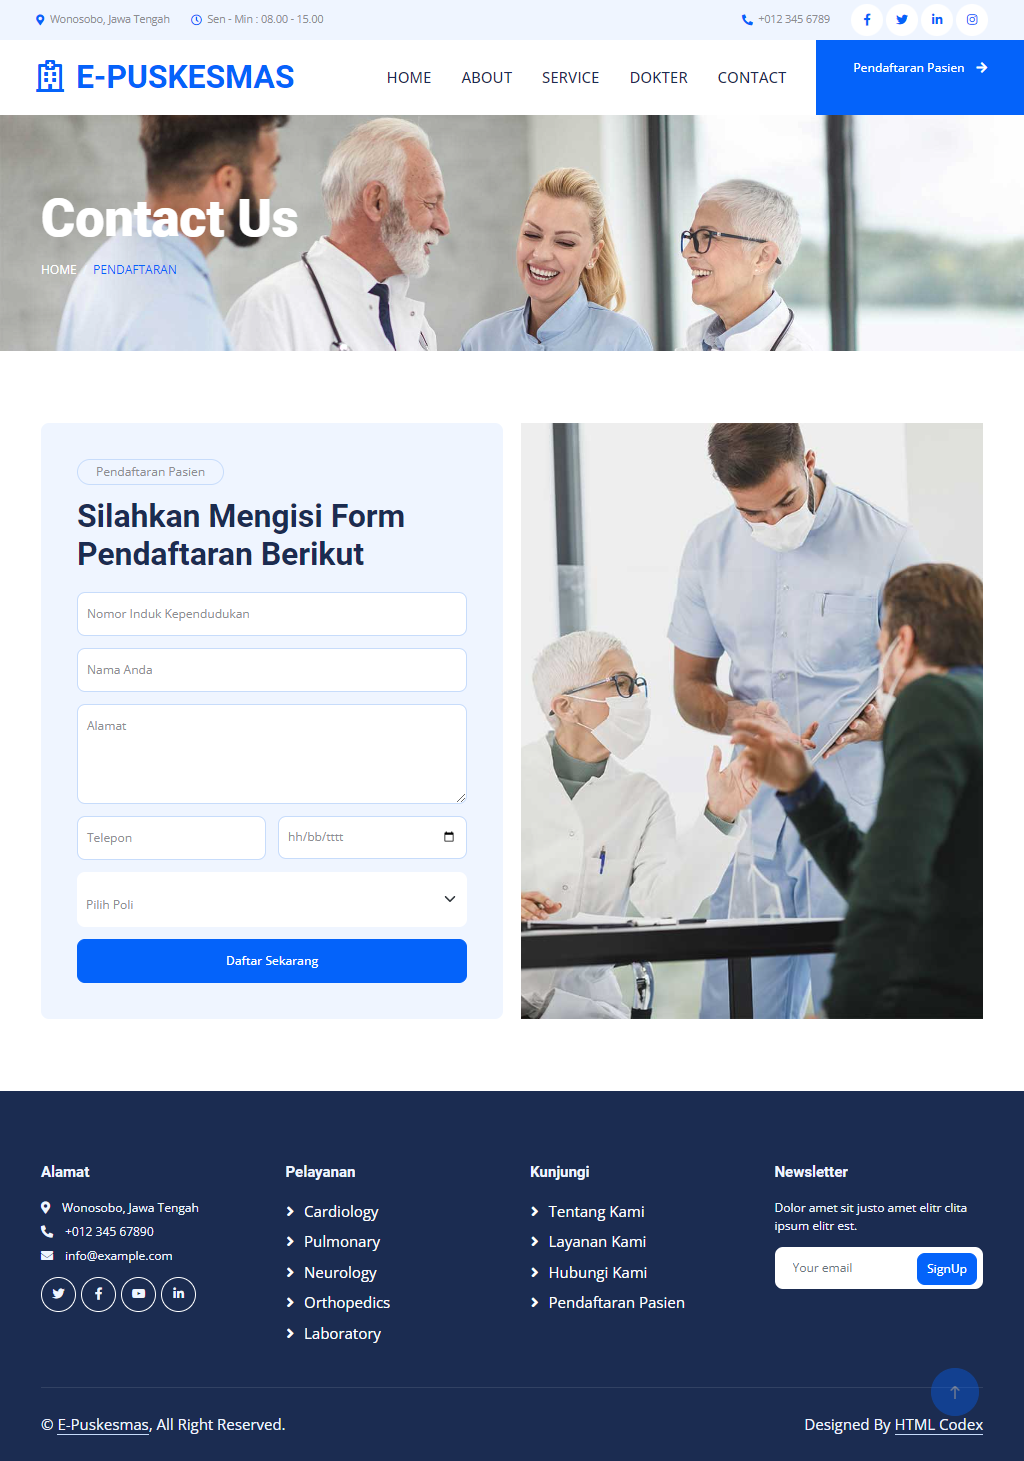 Wonosobo, Jawa Tengah
Sen - Min : 08.00 - 15.00
+012 345 6789
E-PUSKESMAS
HOME
ABOUT
SERVICE
DOKTER
CONTACT
Pendaftaran Pasien
Contact Us
HOME
PENDAFTARAN
Pendaftaran Pasien
Silahkan Mengisi Form
Pendaftaran Berikut
Nomor Induk Kependudukan
Nama Anda
Alamat
Telepon
hh/bb/tttt
Pilih Poli
Daftar Sekarang
Alamat
Wonosobo, Jawa Tengah
+012 345 67890
info@example.com
Pelayanan
Cardiology
Pulmonary
Neurology
Orthopedics
Laboratory
Kunjungi
Tentang Kami
Layanan Kami
Hubungi Kami
Pendaftaran Pasien
Newsletter
Dolor amet sit justo amet elitr clita
ipsum elitr est.
Your email
SignUp
© E-Puskesmas, All Right Reserved.
Designed By HTML Codex